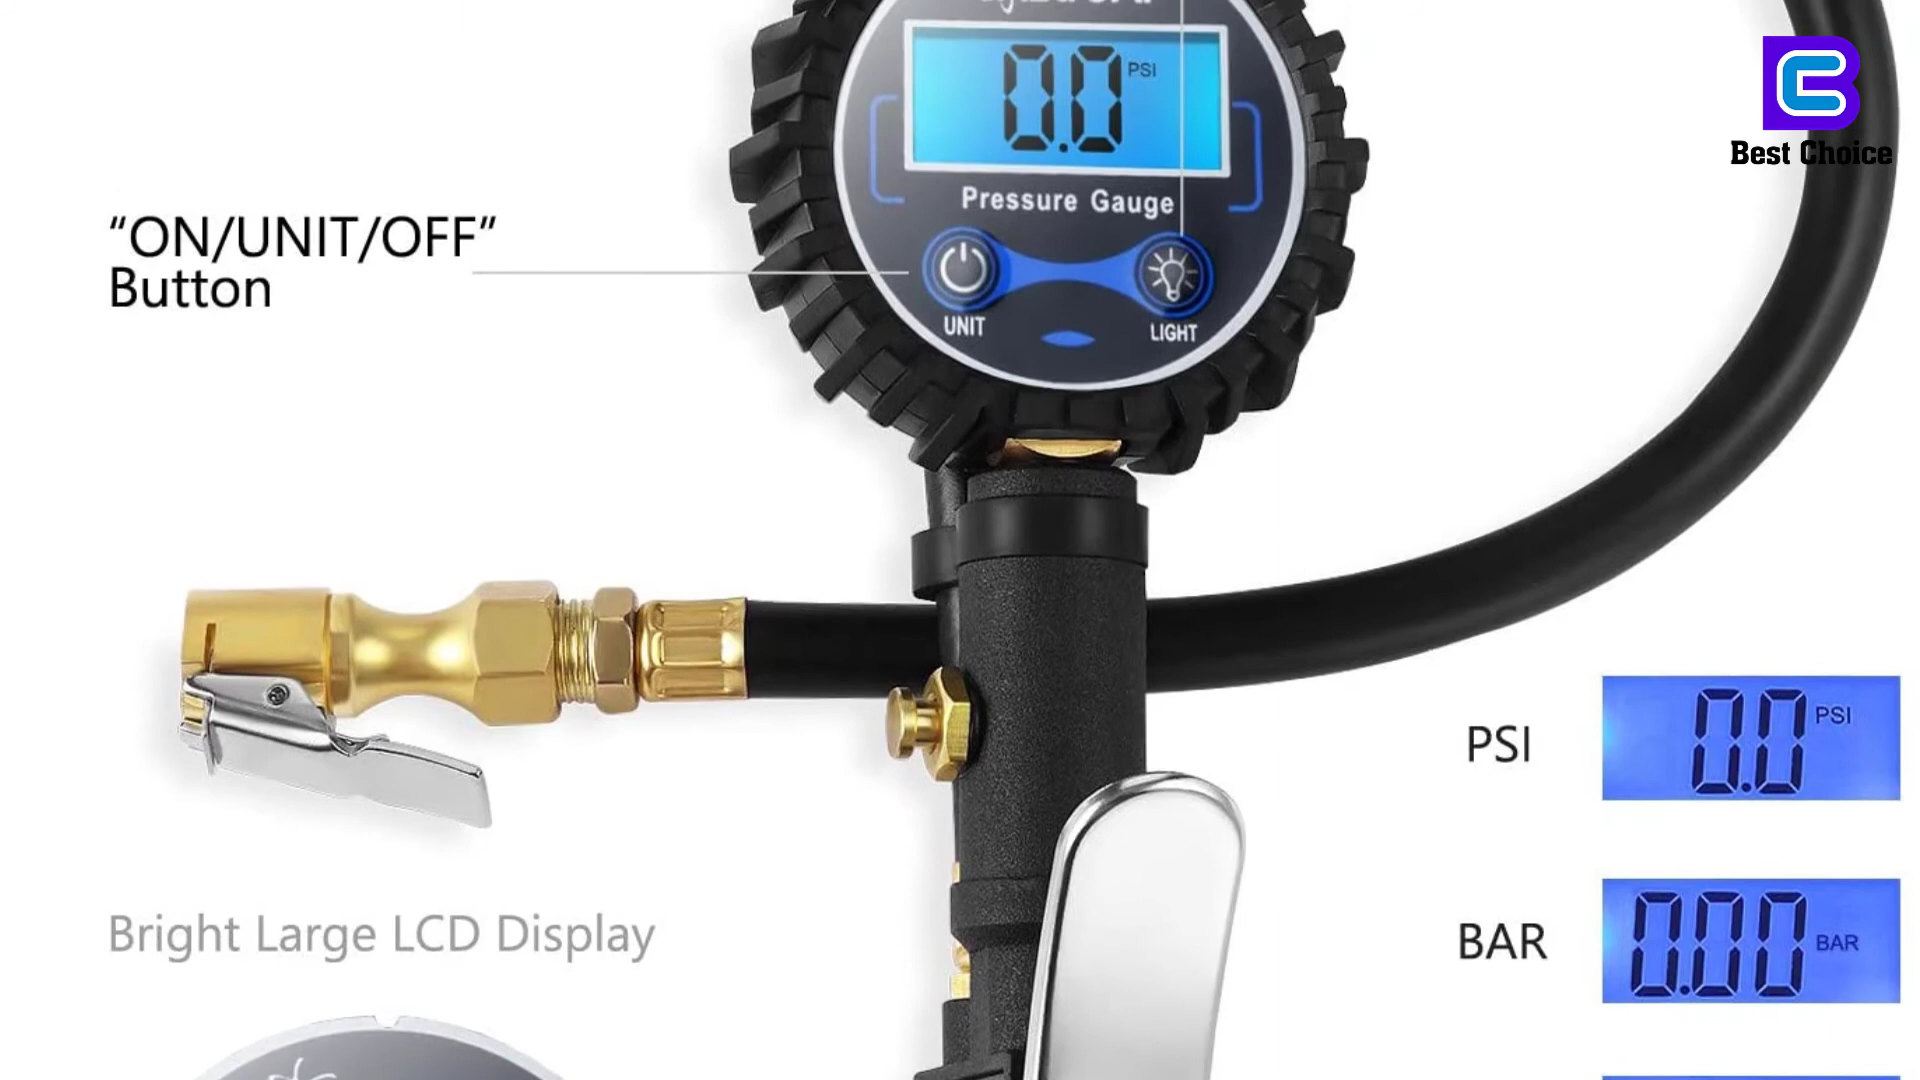 0.0 PSI
Pressure Gauge
UNIT
LIGHT
“ON/UNIT/OFF”
Button
Best Choice
PSI
0.0 PSI
BAR
0.00 BAR
Bright Large LCD Display